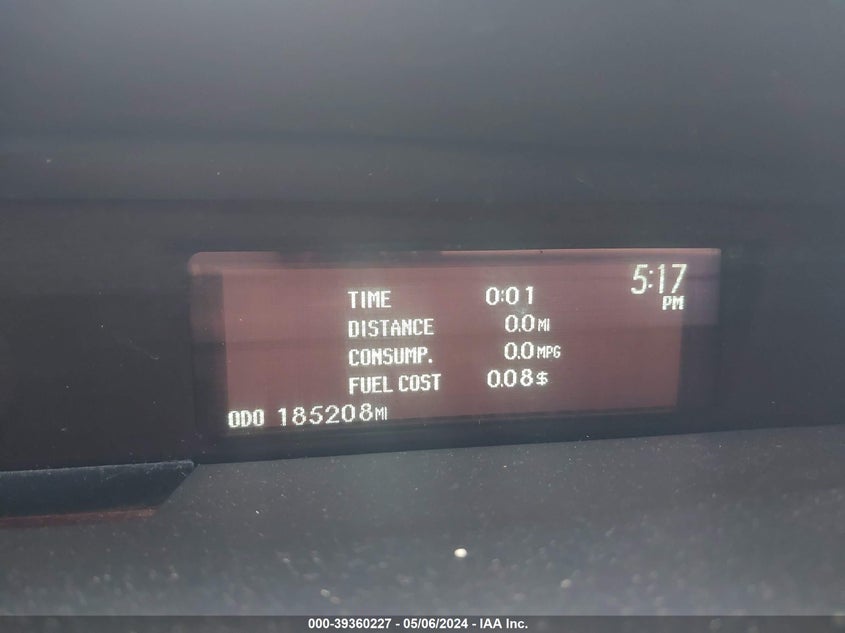 5:17
PM
TIME 0:01
DISTANCE 0.0 MI
CONSUMP. 0.0 MPG
FUEL COST 0.08 $
ODO 185208 MI
000-39360227 - 05/06/2024 - IAA Inc.